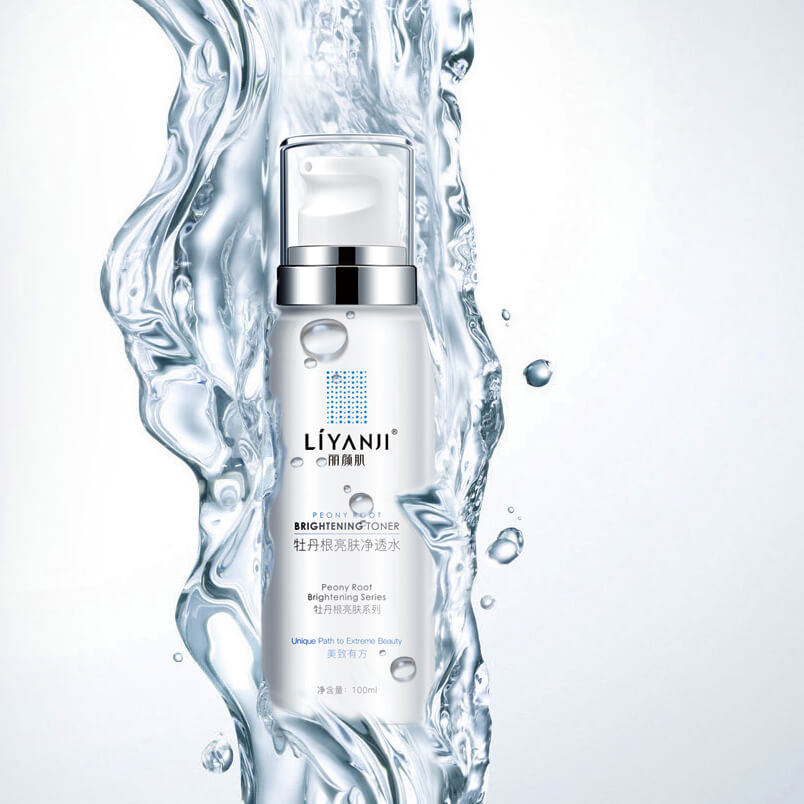 LÍYANJI®
丽颜肌
PEONY ROOT
BRIGHTENING TONER
牡丹根亮肤净透水
Peony Root
Brightening Series
牡丹根亮肤系列
Unique Path to Extreme Beauty
美致有方
净含量：100ml